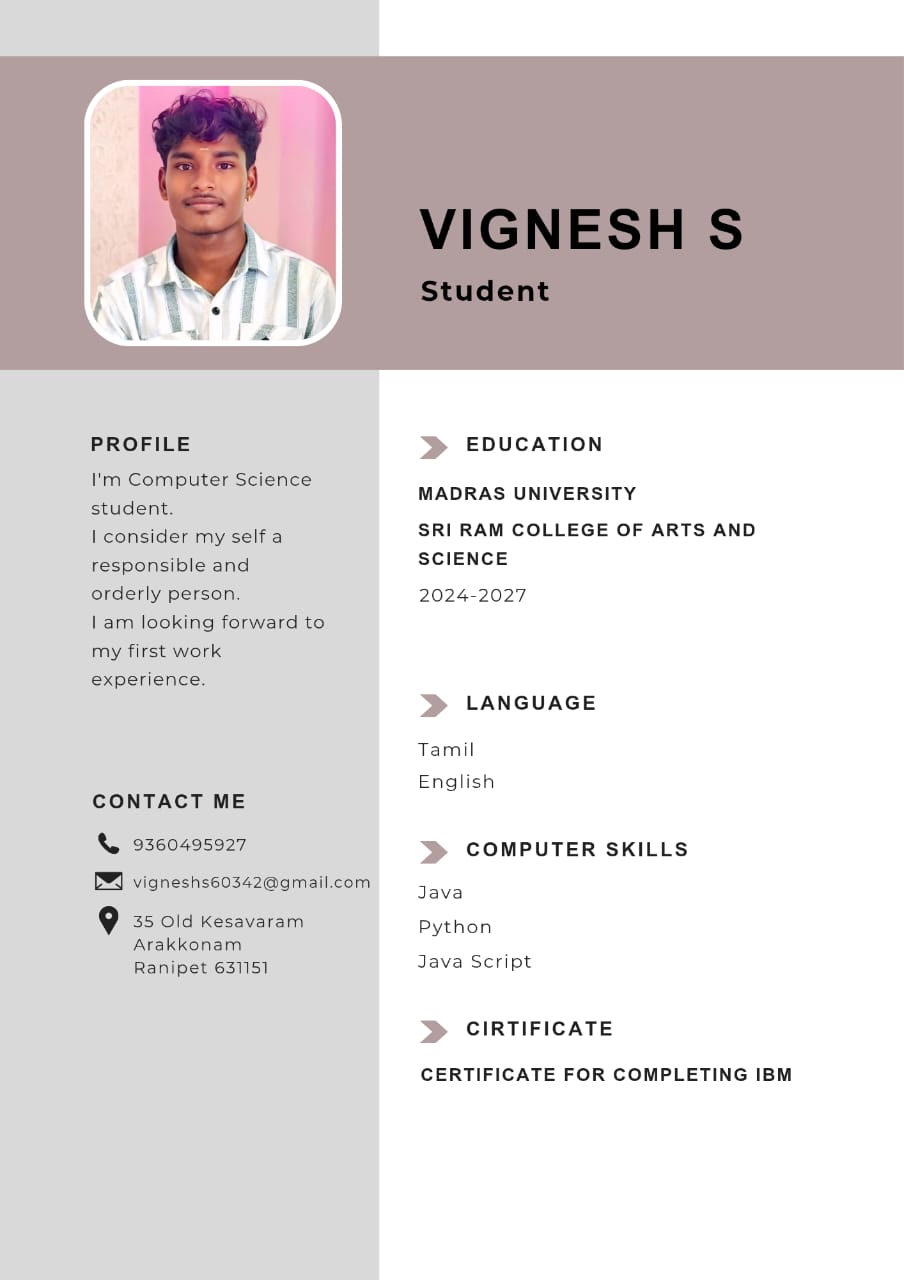 VIGNESH S
Student
PROFILE
I'm Computer Science
student.
I consider my self a
responsible and
orderly person.
I am looking forward to
my first work
experience.
CONTACT ME
9360495927
vigneshs60342@gmail.com
35 Old Kesavaram
Arakkonam
Ranipet 631151
EDUCATION
MADRAS UNIVERSITY
SRI RAM COLLEGE OF ARTS AND
SCIENCE
2024-2027
LANGUAGE
Tamil
English
COMPUTER SKILLS
Java
Python
Java Script
CIRTIFICATE
CERTIFICATE FOR COMPLETING IBM